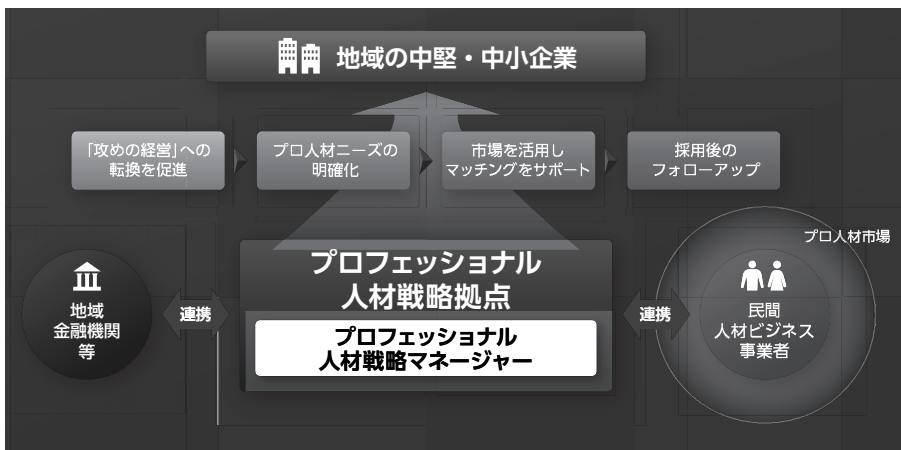 地域の中堅・中小企業
「攻めの経営」への
転換を促進
プロ人材ニーズの
明確化
市場を活用し
マッチングをサポート
採用後の
フォローアップ
プロフェッショナル
人材戦略拠点
プロフェッショナル
人材戦略マネージャー
地域
金融機関
等
連携
連携
プロ人材市場
民間
人材ビジネス
事業者